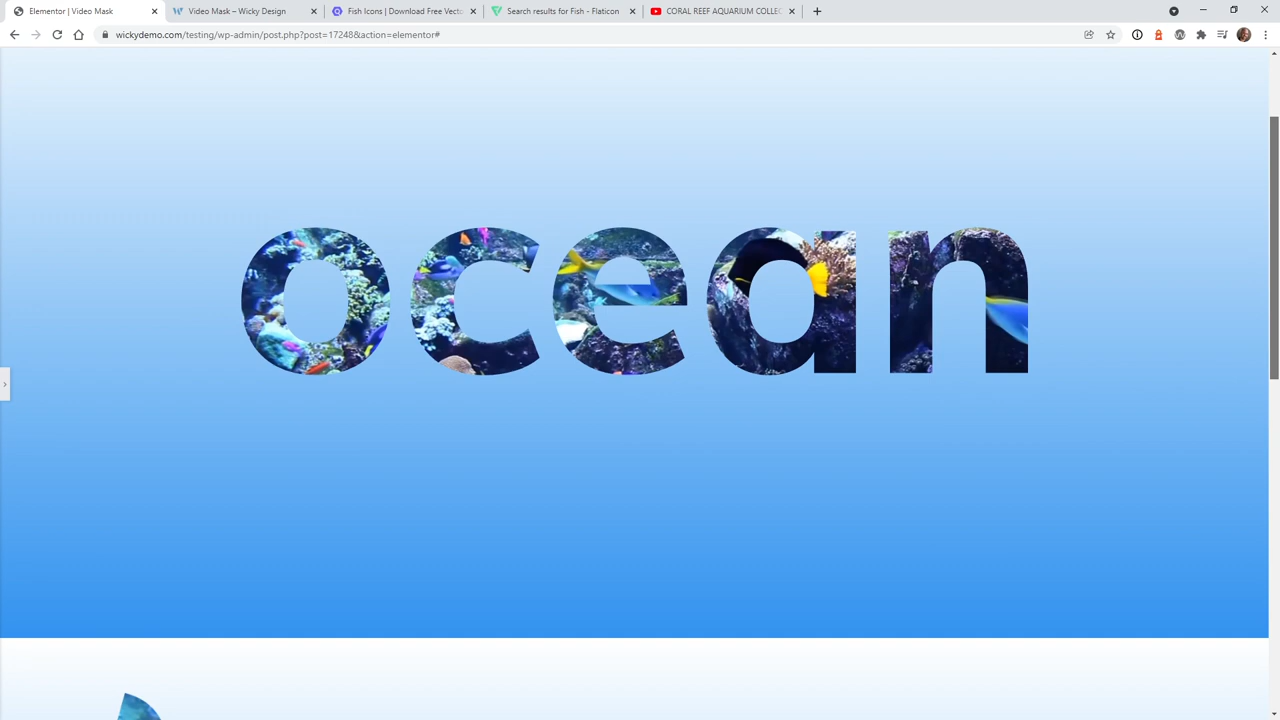 Elementor | Video Mask
Video Mask – Wicky Design
Fish Icons | Download Free Vecto
Search results for Fish - Flaticon
CORAL REEF AQUARIUM COLLEC
wickydemo.com/testing/wp-admin/post.php?post=17248&action=elementor#
ocean